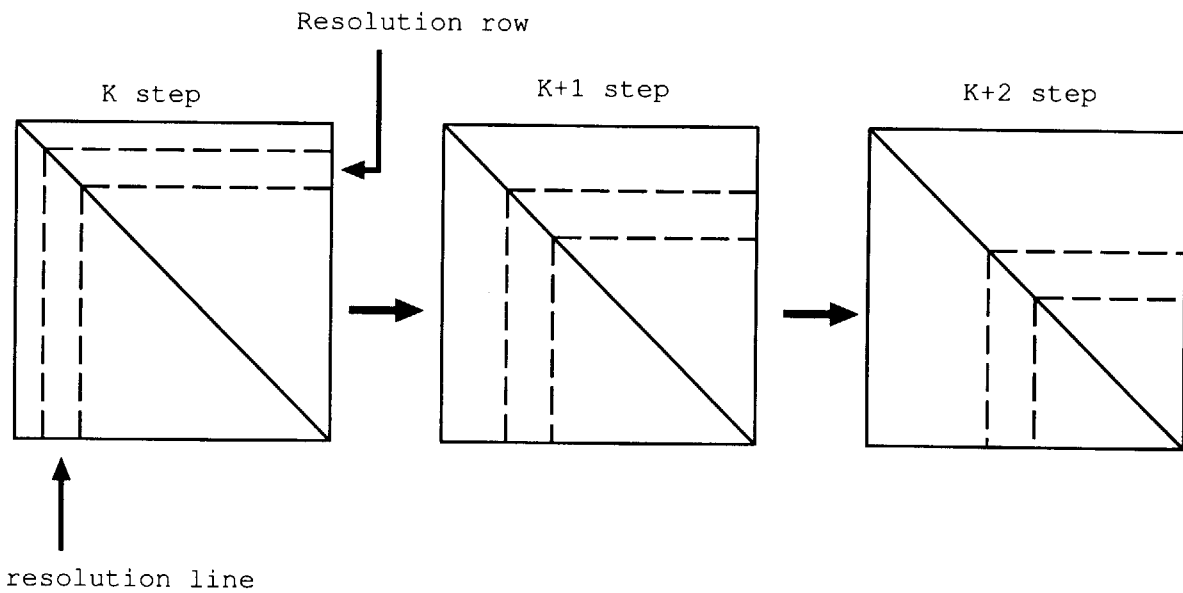 Resolution row
K step
K+1 step
K+2 step
resolution line